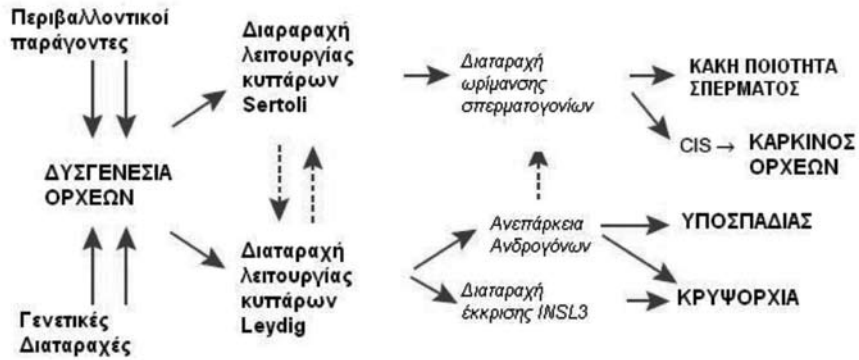 Περιβαλλοντικοί
παράγοντες
ΔΥΣΓΕΝΕΣΙΑ
ΟΡΧΕΩΝ
Γενετικές
Διαταραχές
Διαραραχή
λειτουργίας
κυττάρων
Sertoli
Διαταραχή
λειτουργίας
κυττάρων
Leydig
Διαταραχή
ωρίμανσης
σπερματογονίων
Ανεπάρκεια
Ανδρογόνων
Διαταραχή
έκκρισης INSL3
ΚΑΚΗ ΠΟΙΟΤΗΤΑ
ΣΠΕΡΜΑΤΟΣ
CIS → ΚΑΡΚΙΝΟΣ
ΟΡΧΕΩΝ
ΥΠΟΣΠΑΔΙΑΣ
ΚΡΥΨΟΡΧΙΑ